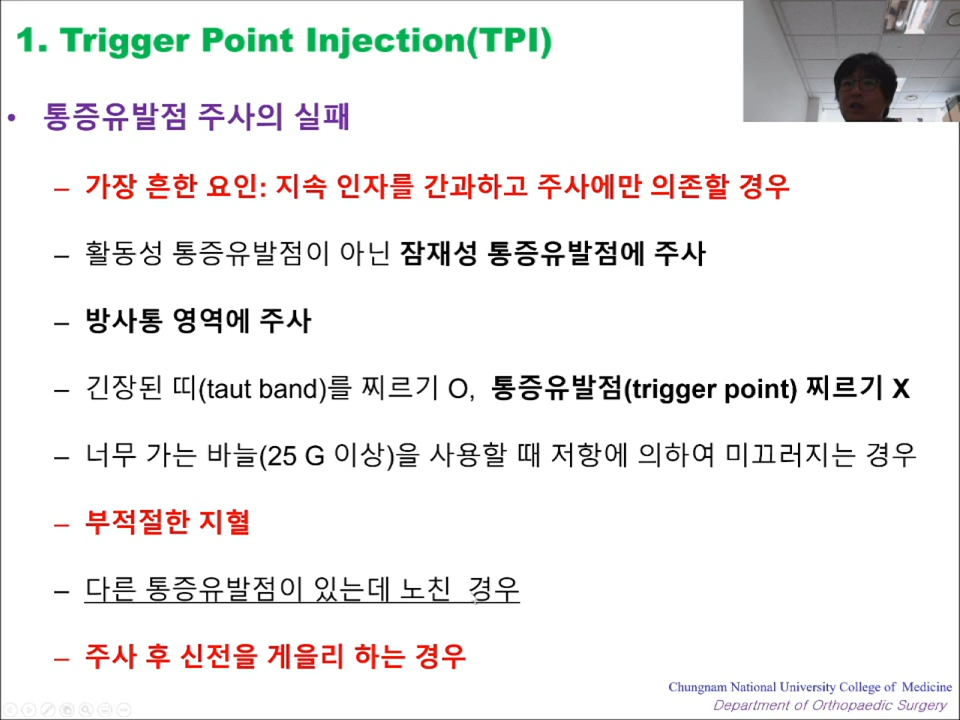 1. Trigger Point Injection(TPI)
• 통증유발점 주사의 실패
– 가장 흔한 요인: 지속 인자를 간과하고 주사에만 의존할 경우
– 활동성 통증유발점이 아닌 잠재성 통증유발점에 주사
– 방사통 영역에 주사
– 긴장된 띠(taut band)를 찌르기 O, 통증유발점(trigger point) 찌르기 X
– 너무 가는 바늘(25 G 이상)을 사용할 때 저항에 의하여 미끄러지는 경우
– 부적절한 지혈
– 다른 통증유발점이 있는데 노친 경우
– 주사 후 신전을 게을리 하는 경우
Chungnam National University College of Medicine
Department of Orthopaedic Surgery